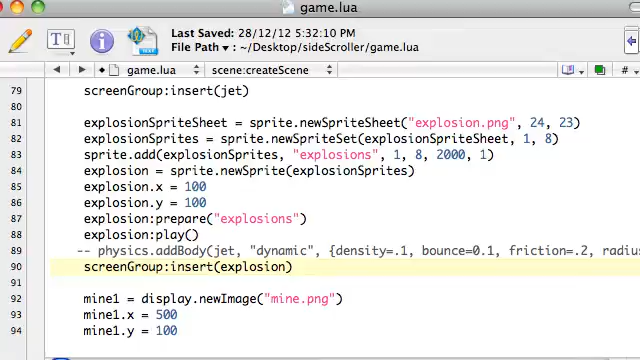 game.lua
Last Saved: 28/12/12 5:32:10 PM
File Path: ~/Desktop/sideScroller/game.lua
game.lua scene:createScene
79 screenGroup:insert(jet)
80
81 explosionSpriteSheet = sprite.newSpriteSheet("explosion.png", 24, 23)
82 explosionSprites = sprite.newSpriteSet(explosionSpriteSheet, 1, 8)
83 sprite.add(explosionSprites, "explosions", 1, 8, 2000, 1)
84 explosion = sprite.newSprite(explosionSprites)
85 explosion.x = 100
86 explosion.y = 100
87 explosion:prepare("explosions")
88 explosion:play()
89 -- physics.addBody(jet, "dynamic", {density=.1, bounce=0.1, friction=.2, radiu
90 screenGroup:insert(explosion)
91
92 mine1 = display.newImage("mine.png")
93 mine1.x = 500
94 mine1.y = 100